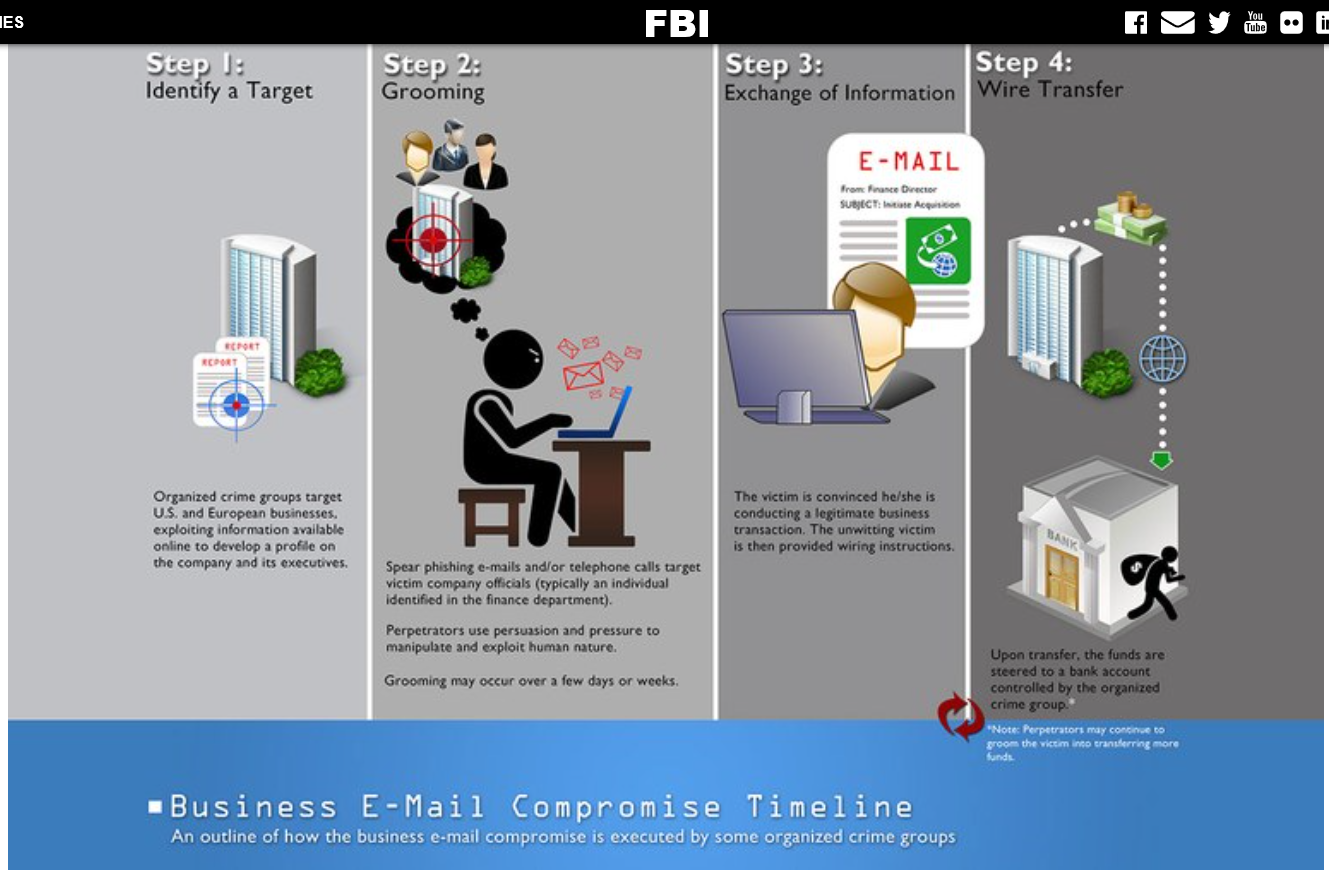 IES
FBI
You
Tube
Step 1:
Identify a Target
REPORT
REPORT
Organized crime groups target
U.S. and European businesses,
exploiting information available
online to develop a profile on
the company and its executives.
Step 2:
Grooming
Spear phishing e-mails and/or telephone calls target
victim company officials (typically an individual
identified in the finance department).
Perpetrators use persuasion and pressure to
manipulate and exploit human nature.
Grooming may occur over a few days or weeks.
Step 3:
Exchange of Information
E-MAIL
From: Finance Director
SUBJECT: Initiate Acquisition
The victim is convinced he/she is
conducting a legitimate business
transaction. The unwitting victim
is then provided wiring instructions.
Step 4:
Wire Transfer
BANK
$
Upon transfer, the funds are
steered to a bank account
controlled by the organized
crime group.*
*Note: Perpetrators may continue to
groom the victim into transferring more
funds.
Business E-Mail Compromise Timeline
An outline of how the business e-mail compromise is executed by some organized crime groups